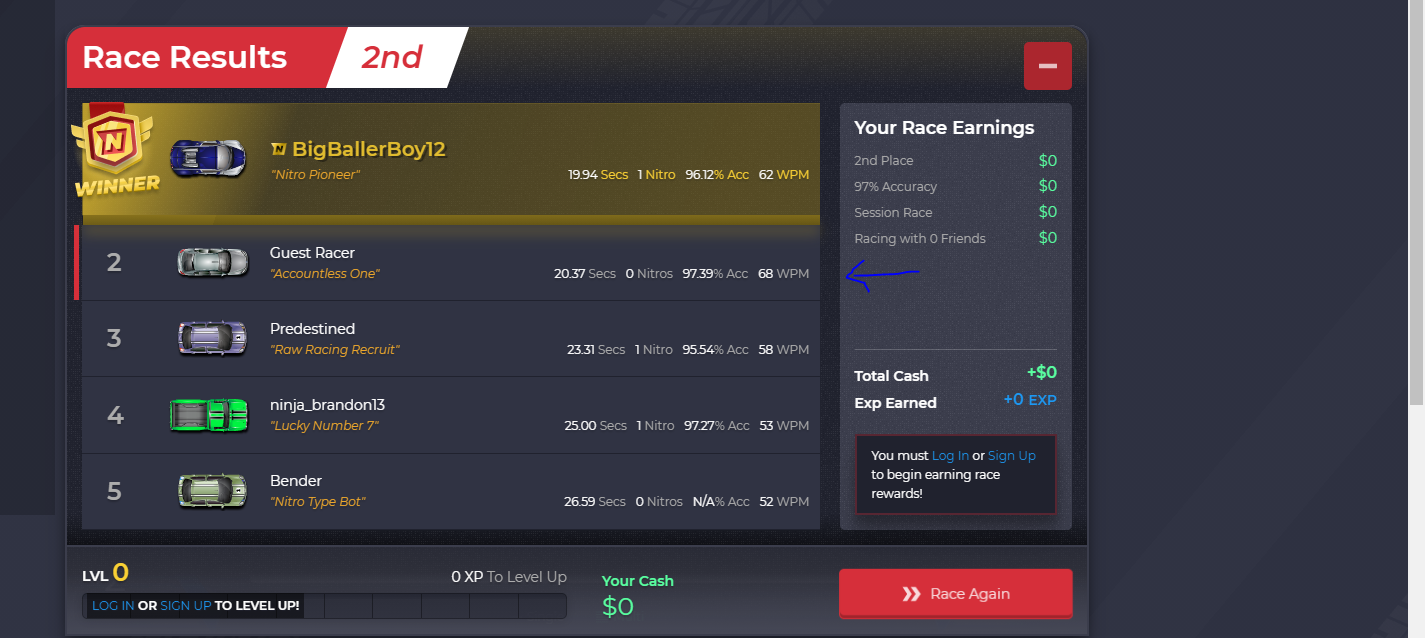 Race Results
2nd
WINNER
N BigBallerBoy12
"Nitro Pioneer"
19.94 Secs 1 Nitro 96.12% Acc 62 WPM
2
Guest Racer
"Accountless One"
20.37 Secs 0 Nitros 97.39% Acc 68 WPM
3
Predestined
"Raw Racing Recruit"
23.31 Secs 1 Nitro 95.54% Acc 58 WPM
4
ninja_brandon13
"Lucky Number 7"
25.00 Secs 1 Nitro 97.27% Acc 53 WPM
5
Bender
"Nitro Type Bot"
26.59 Secs 0 Nitros N/A% Acc 52 WPM
Your Race Earnings
2nd Place $0
97% Accuracy $0
Session Race $0
Racing with 0 Friends $0
Total Cash +$0
Exp Earned +0 EXP
You must Log In or Sign Up
to begin earning race
rewards!
LVL 0
0 XP To Level Up
LOG IN OR SIGN UP TO LEVEL UP!
Your Cash
$0
Race Again